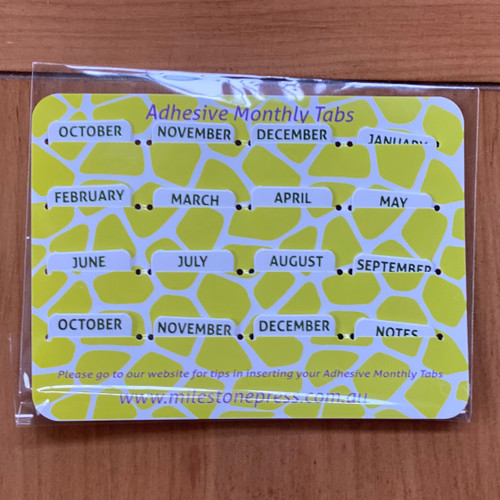 Adhesive Monthly Tabs
OCTOBER NOVEMBER DECEMBER JANUARY
FEBRUARY MARCH APRIL MAY
JUNE JULY AUGUST SEPTEMBER
OCTOBER NOVEMBER DECEMBER NOTES
Please go to our website for tips in inserting your Adhesive Monthly Tabs
www.milestonepress.com.au